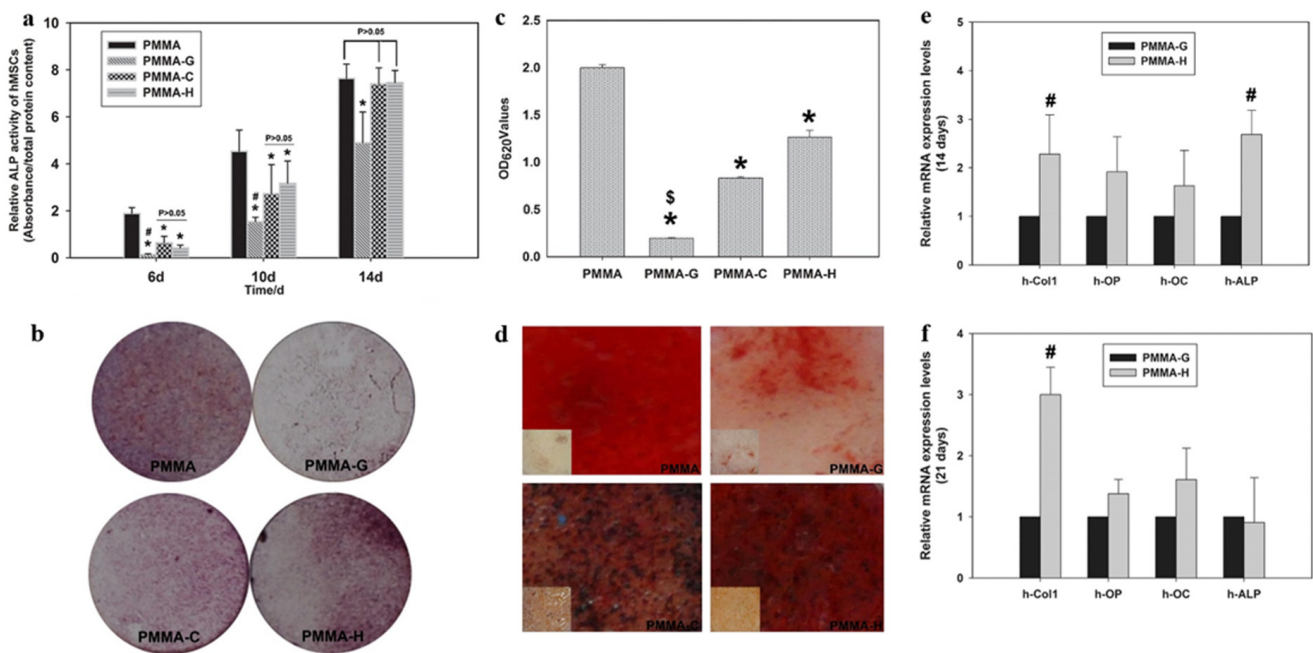 a
Relative ALP activity of hMSCs
(Absorbance/total protein content)
10
8
6
4
2
0
PMMA
PMMA-G
PMMA-C
PMMA-H
P>0.05
*
P>0.05
#
*
*
*
P>0.05
#
*
*
*
6d
10d
14d
Time/d
b
PMMA
PMMA-G
PMMA-C
PMMA-H
c
OD620Values
2.5
2.0
1.5
1.0
0.5
0.0
$
*
*
*
PMMA
PMMA-G
PMMA-C
PMMA-H
d
PMMA
PMMA-G
PMMA-C
PMMA-H
e
Relative mRNA expression levels
(14 days)
5
4
3
2
1
0
PMMA-G
PMMA-H
#
#
h-Col1
h-OP
h-OC
h-ALP
f
Relative mRNA expression levels
(21 days)
4
3
2
1
0
PMMA-G
PMMA-H
#
h-Col1
h-OP
h-OC
h-ALP